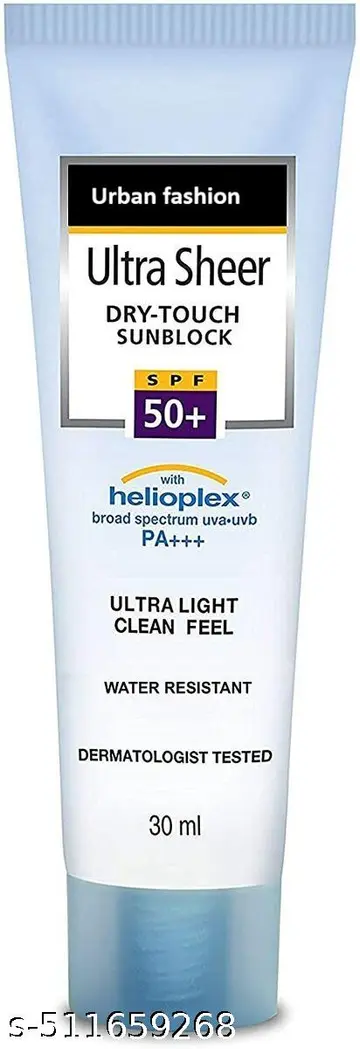 Urban fashion
Ultra Sheer
DRY-TOUCH
SUNBLOCK
SPF
50+
with
helioplex®
broad spectrum uva•uvb
PA+++
ULTRA LIGHT
CLEAN FEEL
WATER RESISTANT
DERMATOLOGIST TESTED
30 ml
s-511659268